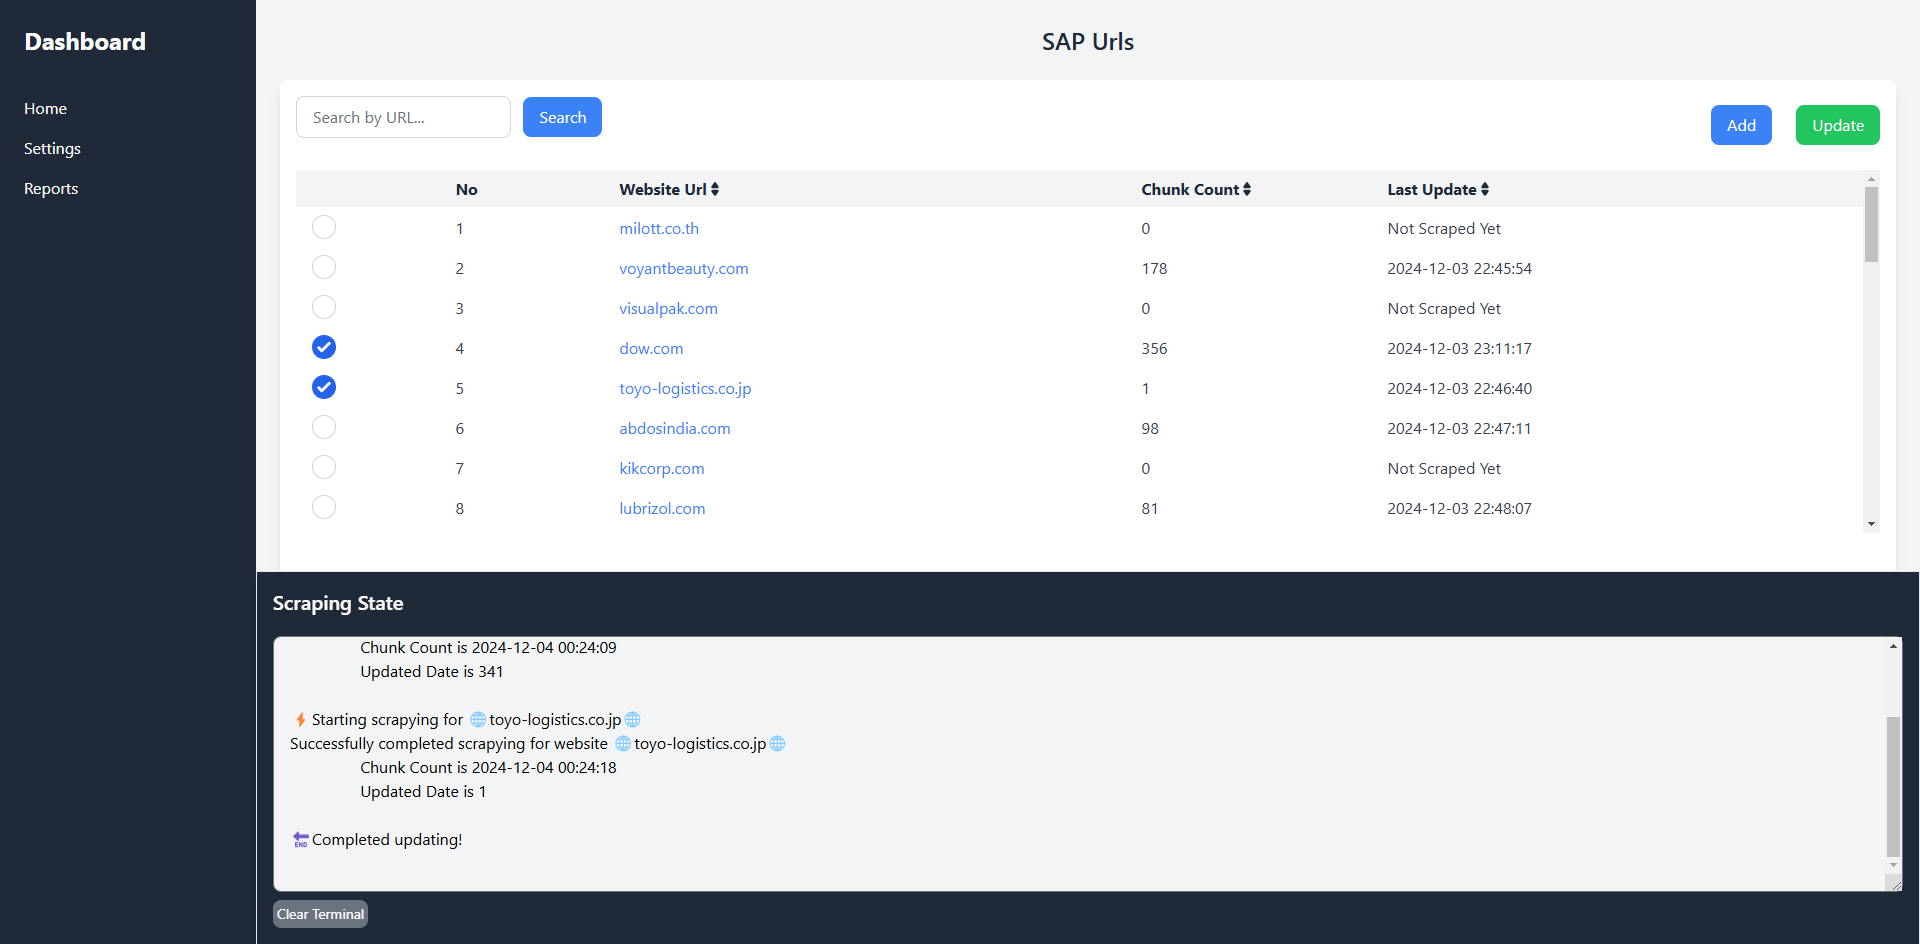 Dashboard
Home
Settings
Reports
SAP Urls
Search by URL...
Search
Add
Update
No Website Url Chunk Count Last Update
1 milott.co.th 0 Not Scraped Yet
2 voyantbeauty.com 178 2024-12-03 22:45:54
3 visualpak.com 0 Not Scraped Yet
4 dow.com 356 2024-12-03 23:11:17
5 toyo-logistics.co.jp 1 2024-12-03 22:46:40
6 abdosindia.com 98 2024-12-03 22:47:11
7 kikcorp.com 0 Not Scraped Yet
8 lubrizol.com 81 2024-12-03 22:48:07
Scraping State
Chunk Count is 2024-12-04 00:24:09
Updated Date is 341
⚡Starting scrapying for 🌐toyo-logistics.co.jp🌐
Successfully completed scrapying for website 🌐toyo-logistics.co.jp🌐
Chunk Count is 2024-12-04 00:24:18
Updated Date is 1
🔚Completed updating!
Clear Terminal